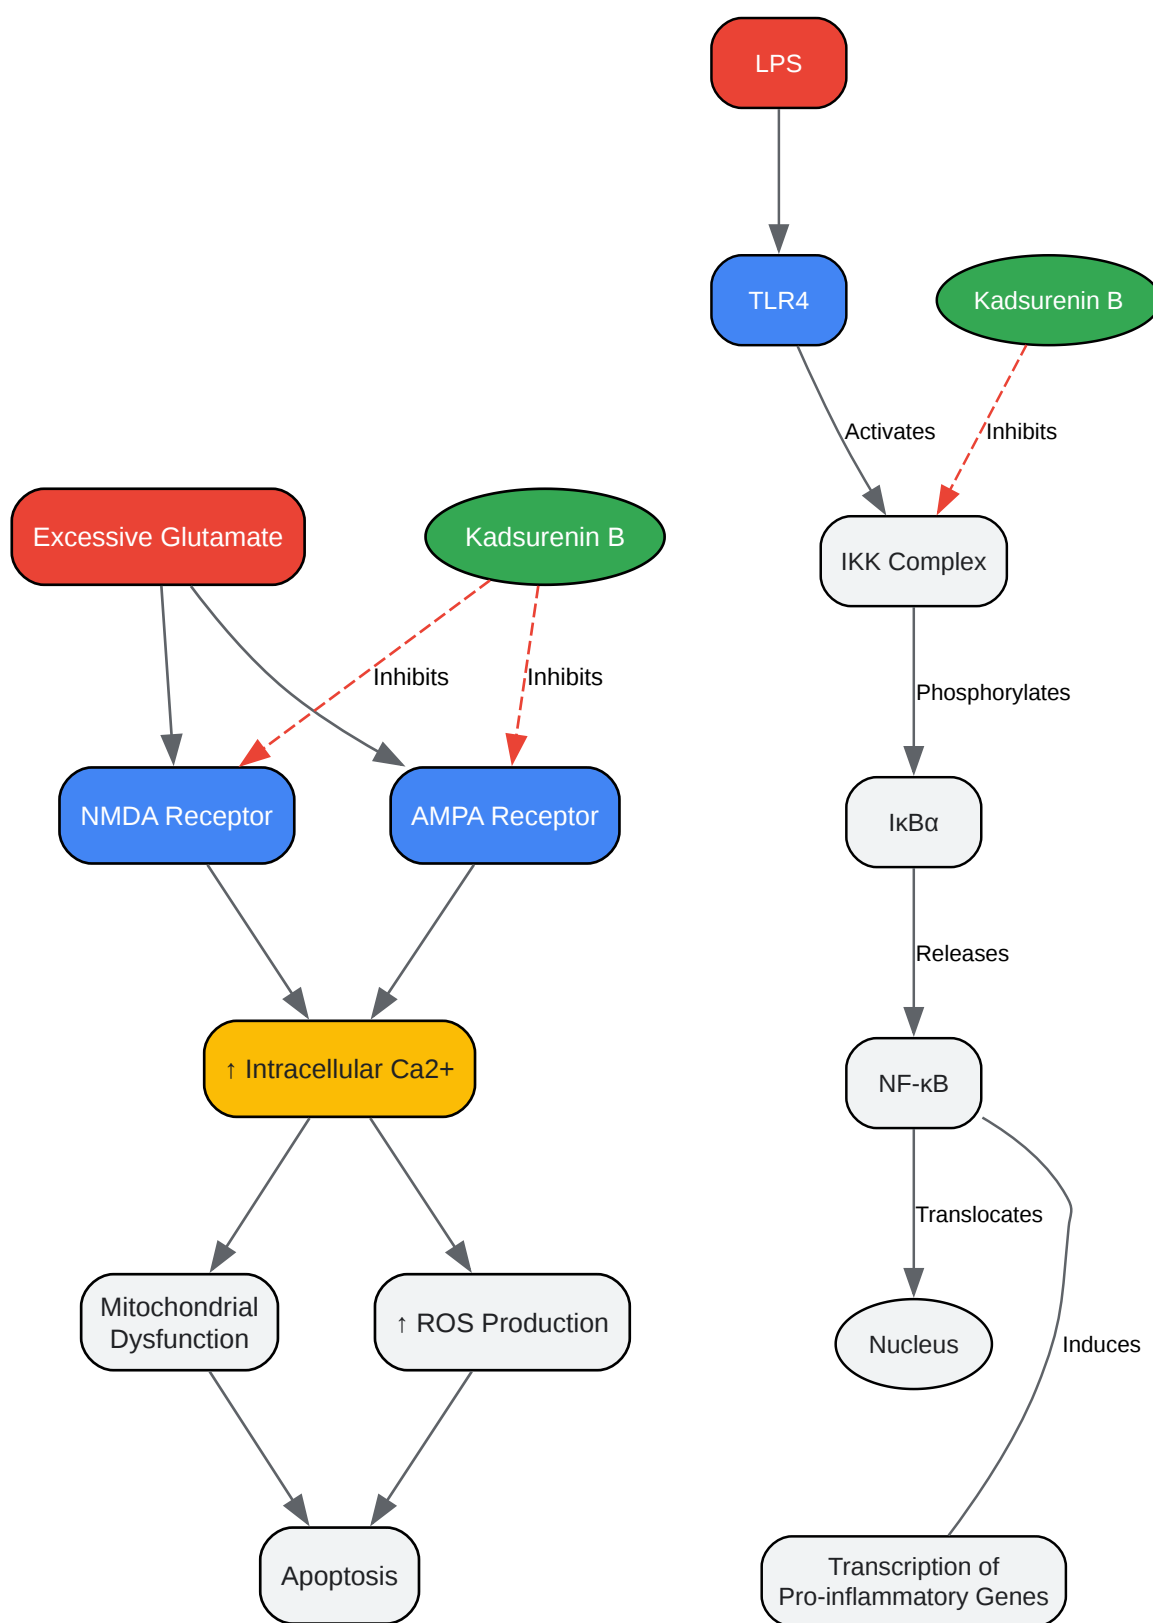 LPS
TLR4
Kadsurenin B
Activates
Inhibits
Excessive Glutamate
Kadsurenin B
IKK Complex
Inhibits
Inhibits
Phosphorylates
NMDA Receptor
AMPA Receptor
IκBα
Releases
↑ Intracellular Ca2+
NF-κB
Translocates
Mitochondrial
Dysfunction
↑ ROS Production
Nucleus
Induces
Apoptosis
Transcription of
Pro-inflammatory Genes